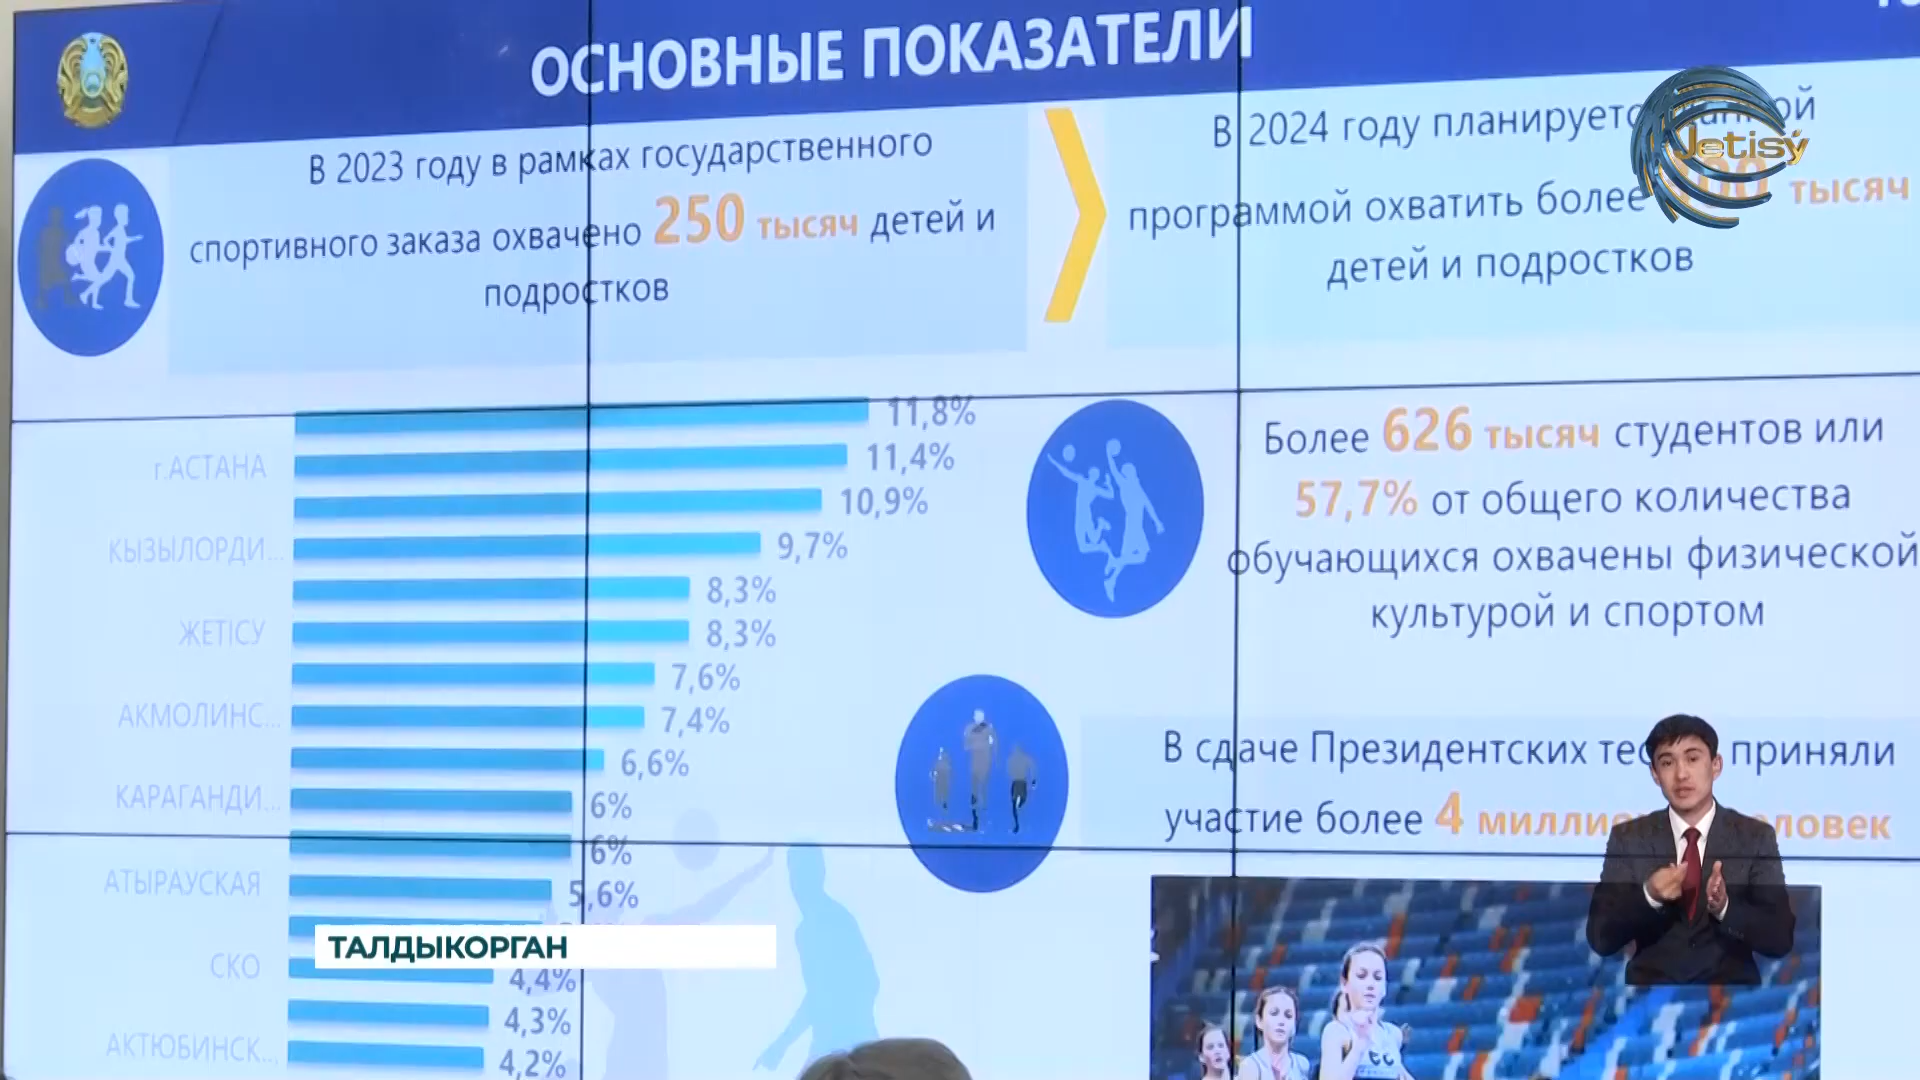 ОСНОВНЫЕ ПОКАЗАТЕЛИ
В 2023 году в рамках государственного
спортивного заказа охвачено 250 тысяч детей и
подростков
В 2024 году планируется данной
программой охватить более тысяч
детей и подростков
Jetisý
11,8%
г.АСТАНА
11,4%
10,9%
КЫЗЫЛОРДИ...
9,7%
8,3%
ЖЕТІСУ
8,3%
7,6%
АКМОЛИНС...
7,4%
6,6%
КАРАГАНДИ...
6%
6%
АТЫРАУСКАЯ
5,6%
СКО
4,4%
4,3%
АКТЮБИНСК...
4,2%
Более 626 тысяч студентов или
57,7% от общего количества
обучающихся охвачены физической
культурой и спортом
В сдаче Президентских приняли
участие более 4 человек
ТАЛДЫКОРГАН